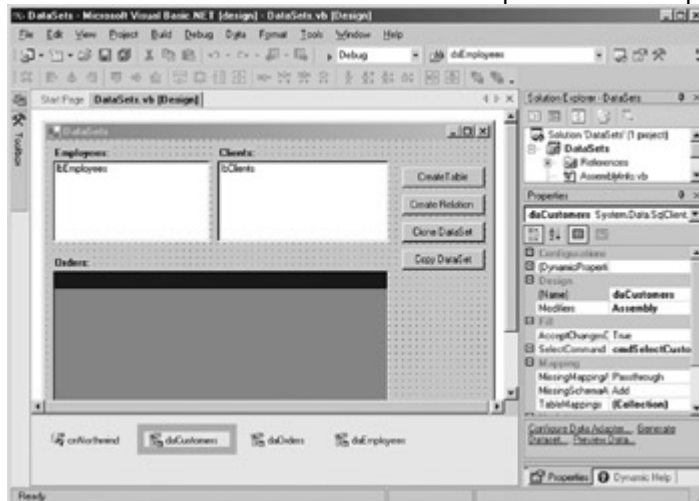 DataSets - Microsoft Visual Basic.NET [design] - DataSets.vb [Design]
File Edit View Project Build Debug Data Format Tools Window Help
Debug
daEmployees
Start Page DataSets.vb [Design]
Solution Explorer - DataSets
Toolbox
DataSets
Solution 'DataSets' (1 project)
DataSets
References
AssemblyInfo.vb
Employees:
Clients:
lbEmployees
lbClients
Create Table
Create Relation
Clone DataSet
Copy DataSet
Orders:
Properties
daCustomers System.Data.SqlClient.
Configurations
(DynamicProperti
Design
(Name) daCustomers
Modifiers Assembly
Fill
AcceptChangesD True
SelectCommand cmdSelectCusto
Mapping
MissingMappingA Passthrough
MissingSchemaA Add
TableMappings (Collection)
Configure Data Adapter... Generate
Dataset... Preview Data...
cnNorthwind daCustomers daOrders daEmployees
Properties Dynamic Help
Ready